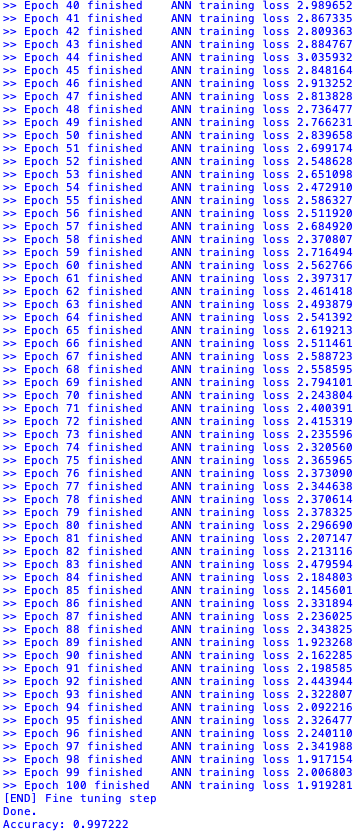 >> Epoch 40 finished    ANN training loss 2.989652
>> Epoch 41 finished    ANN training loss 2.867335
>> Epoch 42 finished    ANN training loss 2.809363
>> Epoch 43 finished    ANN training loss 2.884767
>> Epoch 44 finished    ANN training loss 3.035932
>> Epoch 45 finished    ANN training loss 2.848164
>> Epoch 46 finished    ANN training loss 2.913252
>> Epoch 47 finished    ANN training loss 2.813828
>> Epoch 48 finished    ANN training loss 2.736477
>> Epoch 49 finished    ANN training loss 2.766231
>> Epoch 50 finished    ANN training loss 2.839658
>> Epoch 51 finished    ANN training loss 2.699174
>> Epoch 52 finished    ANN training loss 2.548628
>> Epoch 53 finished    ANN training loss 2.651098
>> Epoch 54 finished    ANN training loss 2.472910
>> Epoch 55 finished    ANN training loss 2.586327
>> Epoch 56 finished    ANN training loss 2.511920
>> Epoch 57 finished    ANN training loss 2.684920
>> Epoch 58 finished    ANN training loss 2.370807
>> Epoch 59 finished    ANN training loss 2.716494
>> Epoch 60 finished    ANN training loss 2.562766
>> Epoch 61 finished    ANN training loss 2.397317
>> Epoch 62 finished    ANN training loss 2.461418
>> Epoch 63 finished    ANN training loss 2.493879
>> Epoch 64 finished    ANN training loss 2.541392
>> Epoch 65 finished    ANN training loss 2.619213
>> Epoch 66 finished    ANN training loss 2.511461
>> Epoch 67 finished    ANN training loss 2.588723
>> Epoch 68 finished    ANN training loss 2.558595
>> Epoch 69 finished    ANN training loss 2.794101
>> Epoch 70 finished    ANN training loss 2.243804
>> Epoch 71 finished    ANN training loss 2.400391
>> Epoch 72 finished    ANN training loss 2.415319
>> Epoch 73 finished    ANN training loss 2.235596
>> Epoch 74 finished    ANN training loss 2.320560
>> Epoch 75 finished    ANN training loss 2.365965
>> Epoch 76 finished    ANN training loss 2.373090
>> Epoch 77 finished    ANN training loss 2.344638
>> Epoch 78 finished    ANN training loss 2.370614
>> Epoch 79 finished    ANN training loss 2.378325
>> Epoch 80 finished    ANN training loss 2.296690
>> Epoch 81 finished    ANN training loss 2.207147
>> Epoch 82 finished    ANN training loss 2.213116
>> Epoch 83 finished    ANN training loss 2.479594
>> Epoch 84 finished    ANN training loss 2.184803
>> Epoch 85 finished    ANN training loss 2.145601
>> Epoch 86 finished    ANN training loss 2.331894
>> Epoch 87 finished    ANN training loss 2.236025
>> Epoch 88 finished    ANN training loss 2.343825
>> Epoch 89 finished    ANN training loss 1.923268
>> Epoch 90 finished    ANN training loss 2.162285
>> Epoch 91 finished    ANN training loss 2.198585
>> Epoch 92 finished    ANN training loss 2.443944
>> Epoch 93 finished    ANN training loss 2.322807
>> Epoch 94 finished    ANN training loss 2.092216
>> Epoch 95 finished    ANN training loss 2.326477
>> Epoch 96 finished    ANN training loss 2.240110
>> Epoch 97 finished    ANN training loss 2.341988
>> Epoch 98 finished    ANN training loss 1.917154
>> Epoch 99 finished    ANN training loss 2.006803
>> Epoch 100 finished   ANN training loss 1.919281
[END] Fine tuning step
Done.
Accuracy: 0.997222